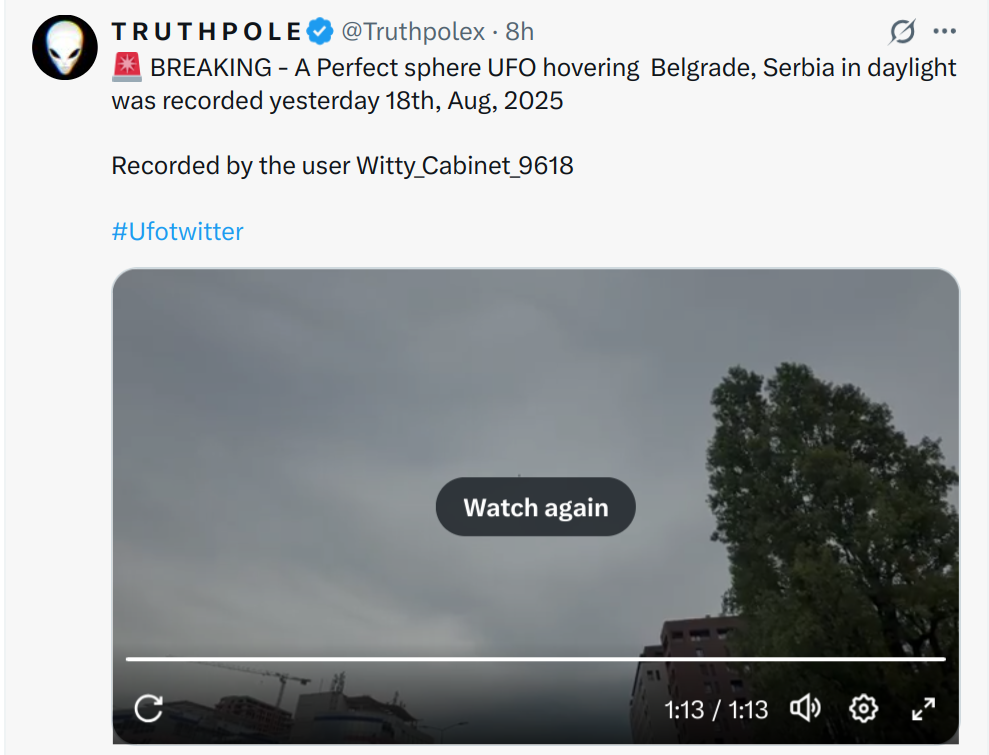 T R U T H P O L E @Truthpolex · 8h
🚨 BREAKING - A Perfect sphere UFO hovering Belgrade, Serbia in daylight
was recorded yesterday 18th, Aug, 2025
Recorded by the user Witty_Cabinet_9618
#Ufotwitter
Watch again
1:13 / 1:13